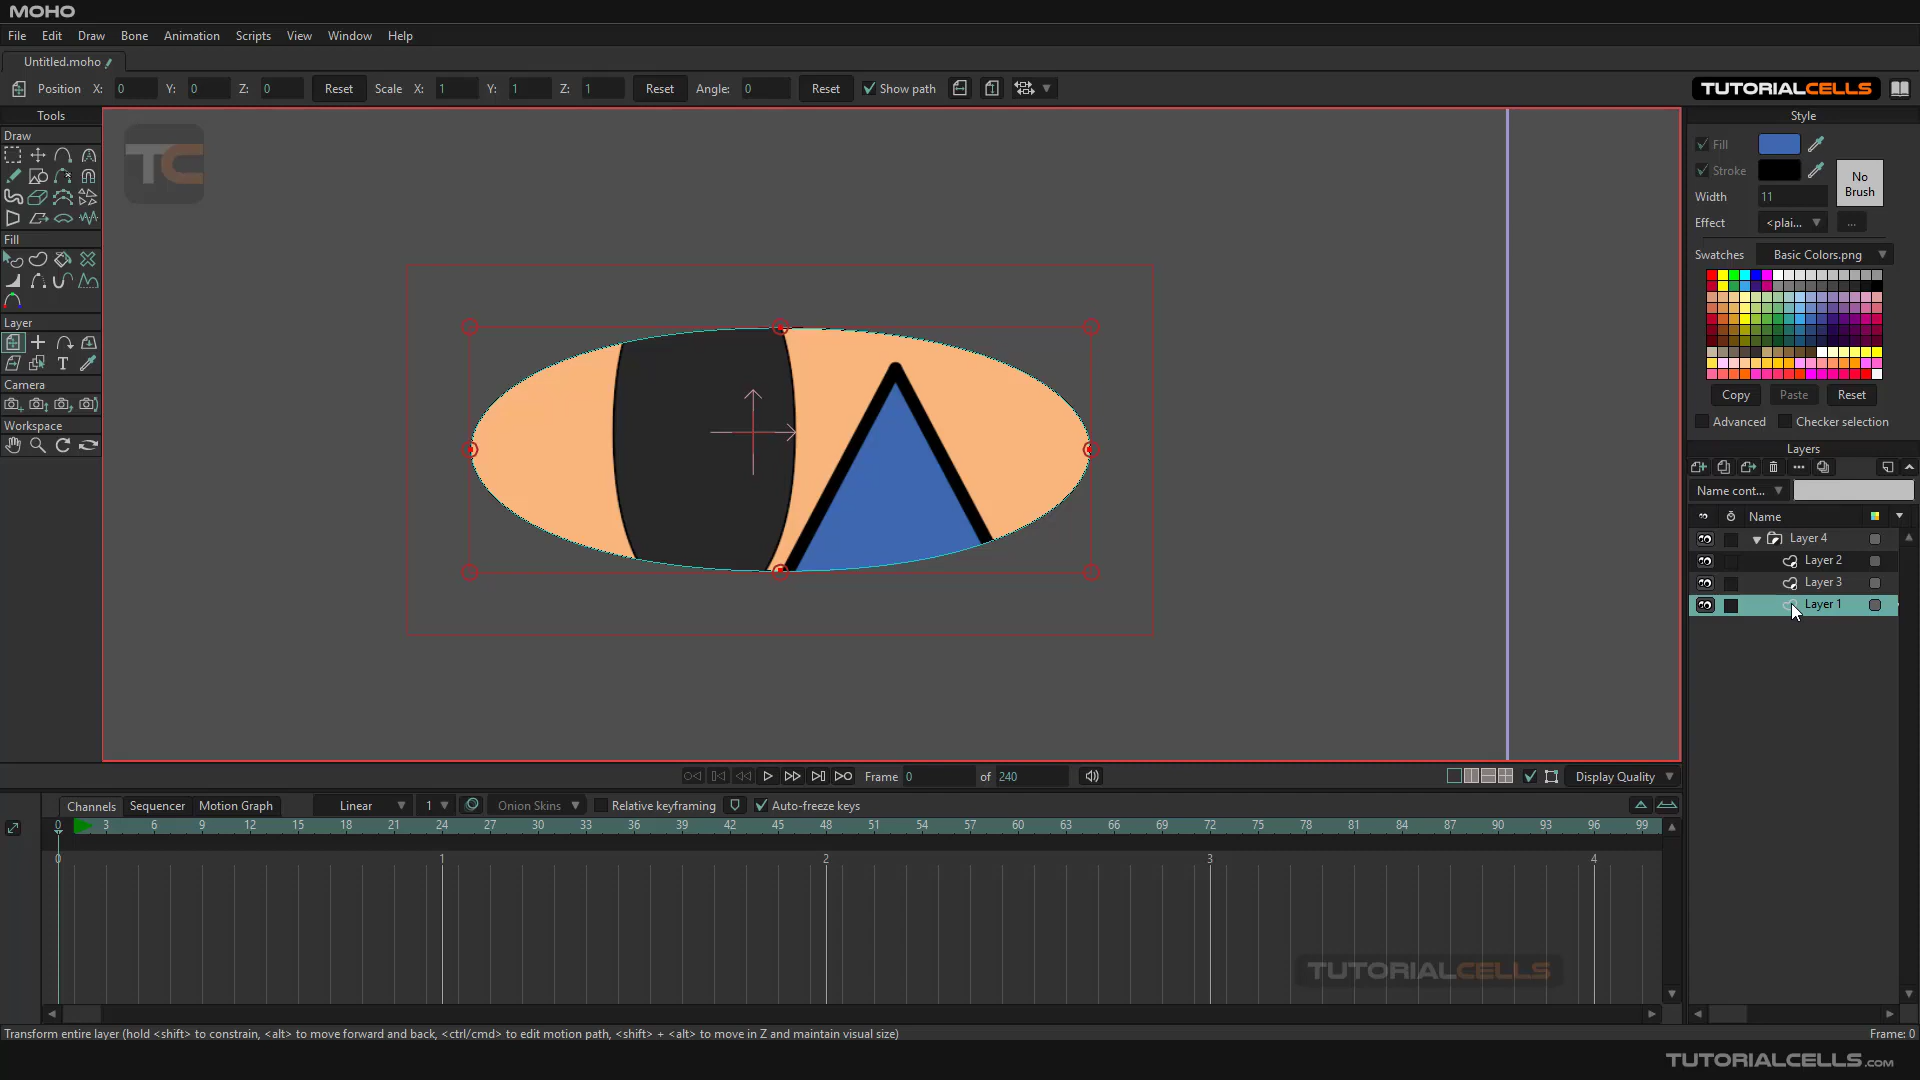 MOHO
File Edit Draw Bone Animation Scripts View Window Help
Untitled.moho
Position X: 0 Y: 0 Z: 0 Reset Scale X: 1 Y: 1 Z: 1 Reset Angle: 0 Reset Show path
TUTORIALCELLS
Tools
Draw
Fill
Layer
T
Camera
Workspace
TC
Style
Fill
Stroke
No Brush
Width 11
Effect <plai... ...
Swatches Basic Colors.png
Copy Paste Reset
Advanced Checker selection
Layers
Name cont...
Name
Layer 4
Layer 2
Layer 3
Layer 1
Frame 0 of 240
Display Quality
Channels Sequencer Motion Graph Linear 1 Onion Skins Relative keyframing Auto-freeze keys
0 3 6 9 12 15 18 21 24 27 30 33 36 39 42 45 48 51 54 57 60 63 66 69 72 75 78 81 84 87 90 93 96 99
0 1 2 3 4
TUTORIALCELLS
Transform entire layer (hold <shift> to constrain, <alt> to move forward and back, <ctrl/cmd> to edit motion path, <shift> + <alt> to move in Z and maintain visual size)
Frame: 0
TUTORIALCELLS.COM